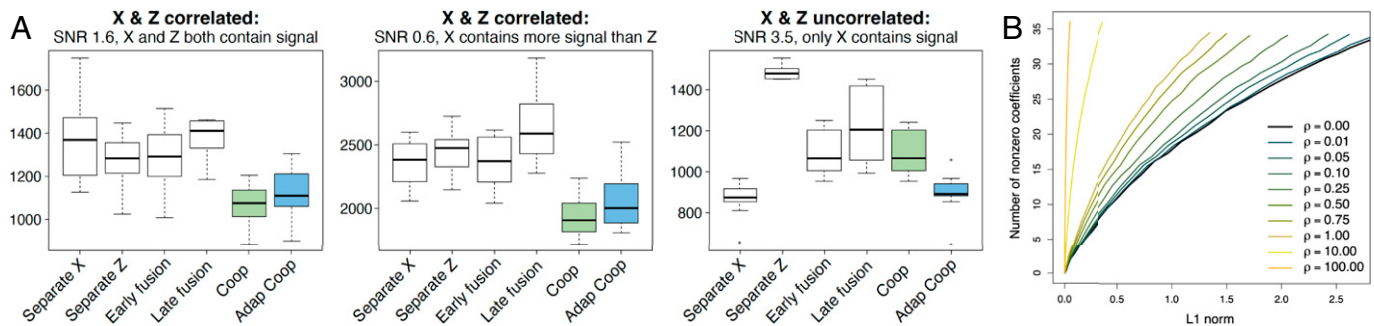 A
X & Z correlated:
SNR 1.6, X and Z both contain signal
1600
1400
1200
1000
Separate X
Separate Z
Early fusion
Late fusion
Coop
Adap Coop
X & Z correlated:
SNR 0.6, X contains more signal than Z
3000
2500
2000
Separate X
Separate Z
Early fusion
Late fusion
Coop
Adap Coop
X & Z uncorrelated:
SNR 3.5, only X contains signal
1400
1200
1000
800
Separate X
Separate Z
Early fusion
Late fusion
Coop
Adap Coop
B
Number of nonzero coefficients
35
30
25
20
15
10
5
0
0.0
0.5
1.0
1.5
2.0
2.5
L1 norm
ρ = 0.00
ρ = 0.01
ρ = 0.05
ρ = 0.10
ρ = 0.25
ρ = 0.50
ρ = 0.75
ρ = 1.00
ρ = 10.00
ρ = 100.00